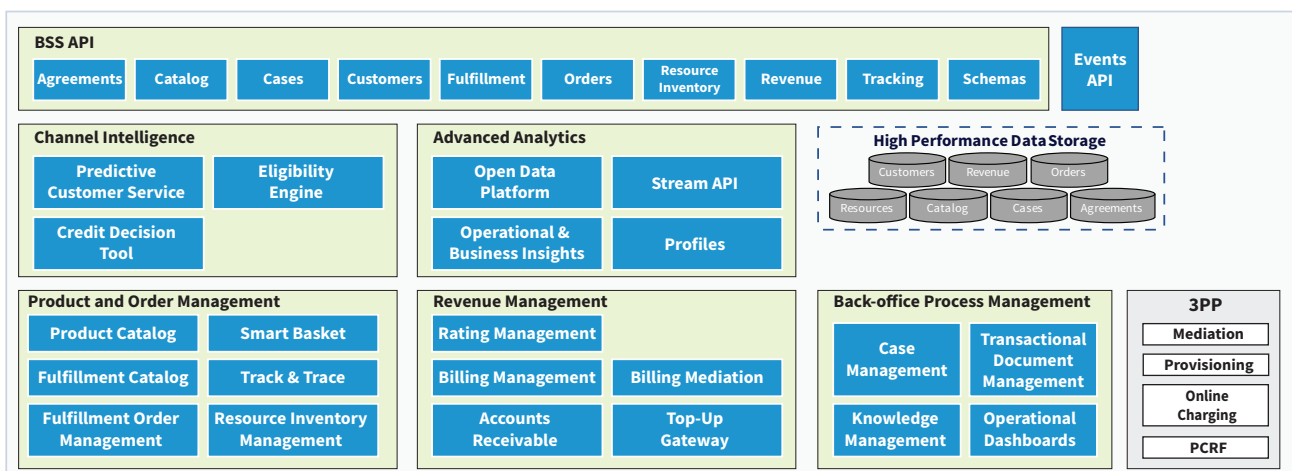 BSS API
Agreements
Catalog
Cases
Customers
Fulfillment
Orders
Resource
Inventory
Revenue
Tracking
Schemas
Events
API
Channel Intelligence
Predictive
Customer Service
Eligibility
Engine
Credit Decision
Tool
Advanced Analytics
Open Data
Platform
Stream API
Operational &
Business Insights
Profiles
High Performance Data Storage
Customers
Revenue
Orders
Resources
Catalog
Cases
Agreements
Product and Order Management
Product Catalog
Smart Basket
Fulfillment Catalog
Track & Trace
Fulfillment Order
Management
Resource Inventory
Management
Revenue Management
Rating Management
Billing Management
Billing Mediation
Accounts
Receivable
Top-Up
Gateway
Back-office Process Management
Case
Management
Transactional
Document
Management
Knowledge
Management
Operational
Dashboards
3PP
Mediation
Provisioning
Online
Charging
PCRF